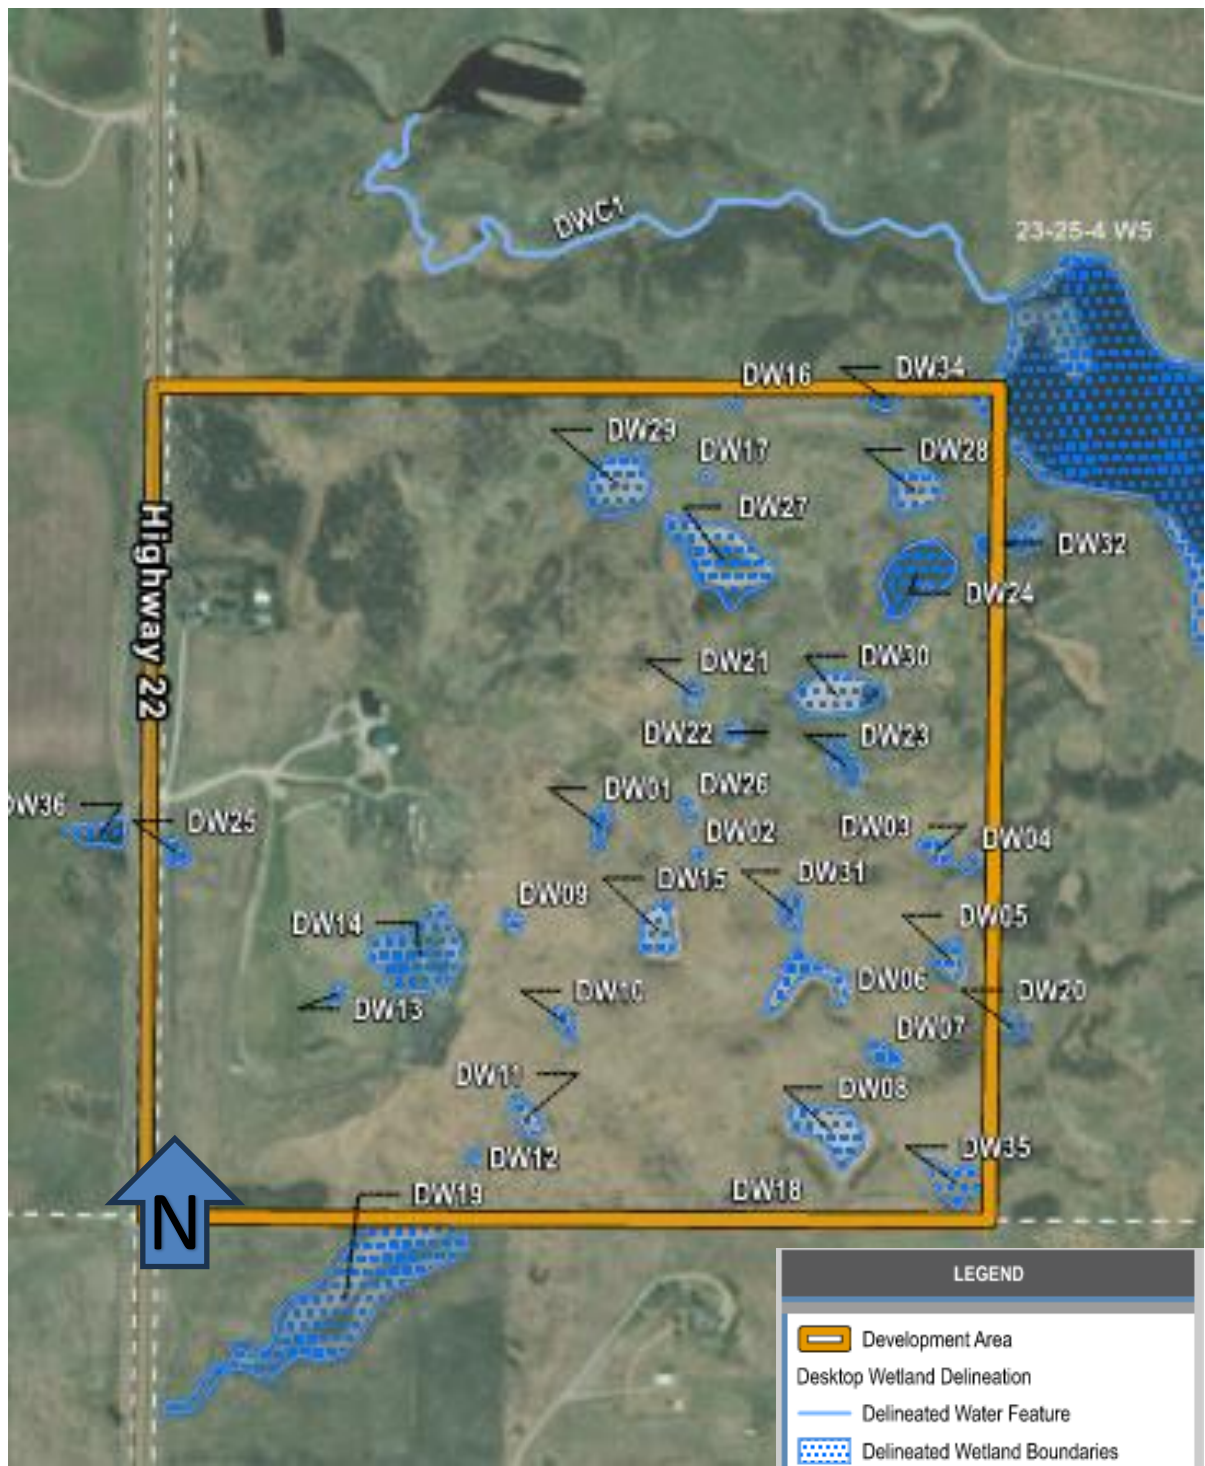 DWC1
23-25-4 W5
DW16
DW34
DW29
DW17
DW28
DW27
DW32
DW24
Highway 22
DW21
DW30
DW22
DW23
DW01
DW26
DW36
DW25
DW02
DW03
DW04
DW15
DW31
DW09
DW14
DW05
DW06
DW20
DW10
DW13
DW07
DW11
DW08
DW12
DW35
DW19
DW18
N
LEGEND
Development Area
Desktop Wetland Delineation
Delineated Water Feature
Delineated Wetland Boundaries